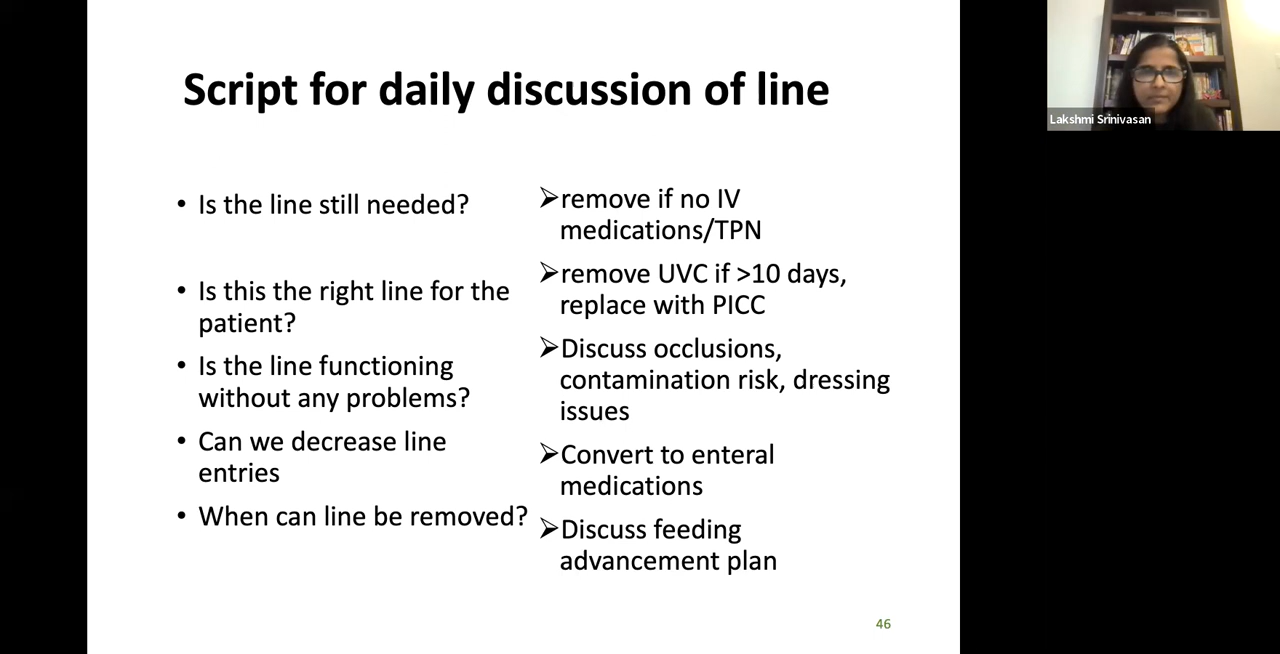 Script for daily discussion of line
• Is the line still needed?
• Is this the right line for the
patient?
• Is the line functioning
without any problems?
• Can we decrease line
entries
• When can line be removed?
➢remove if no IV
medications/TPN
➢remove UVC if >10 days,
replace with PICC
➢Discuss occlusions,
contamination risk, dressing
issues
➢Convert to enteral
medications
➢Discuss feeding
advancement plan
46
Lakshmi Srinivasan